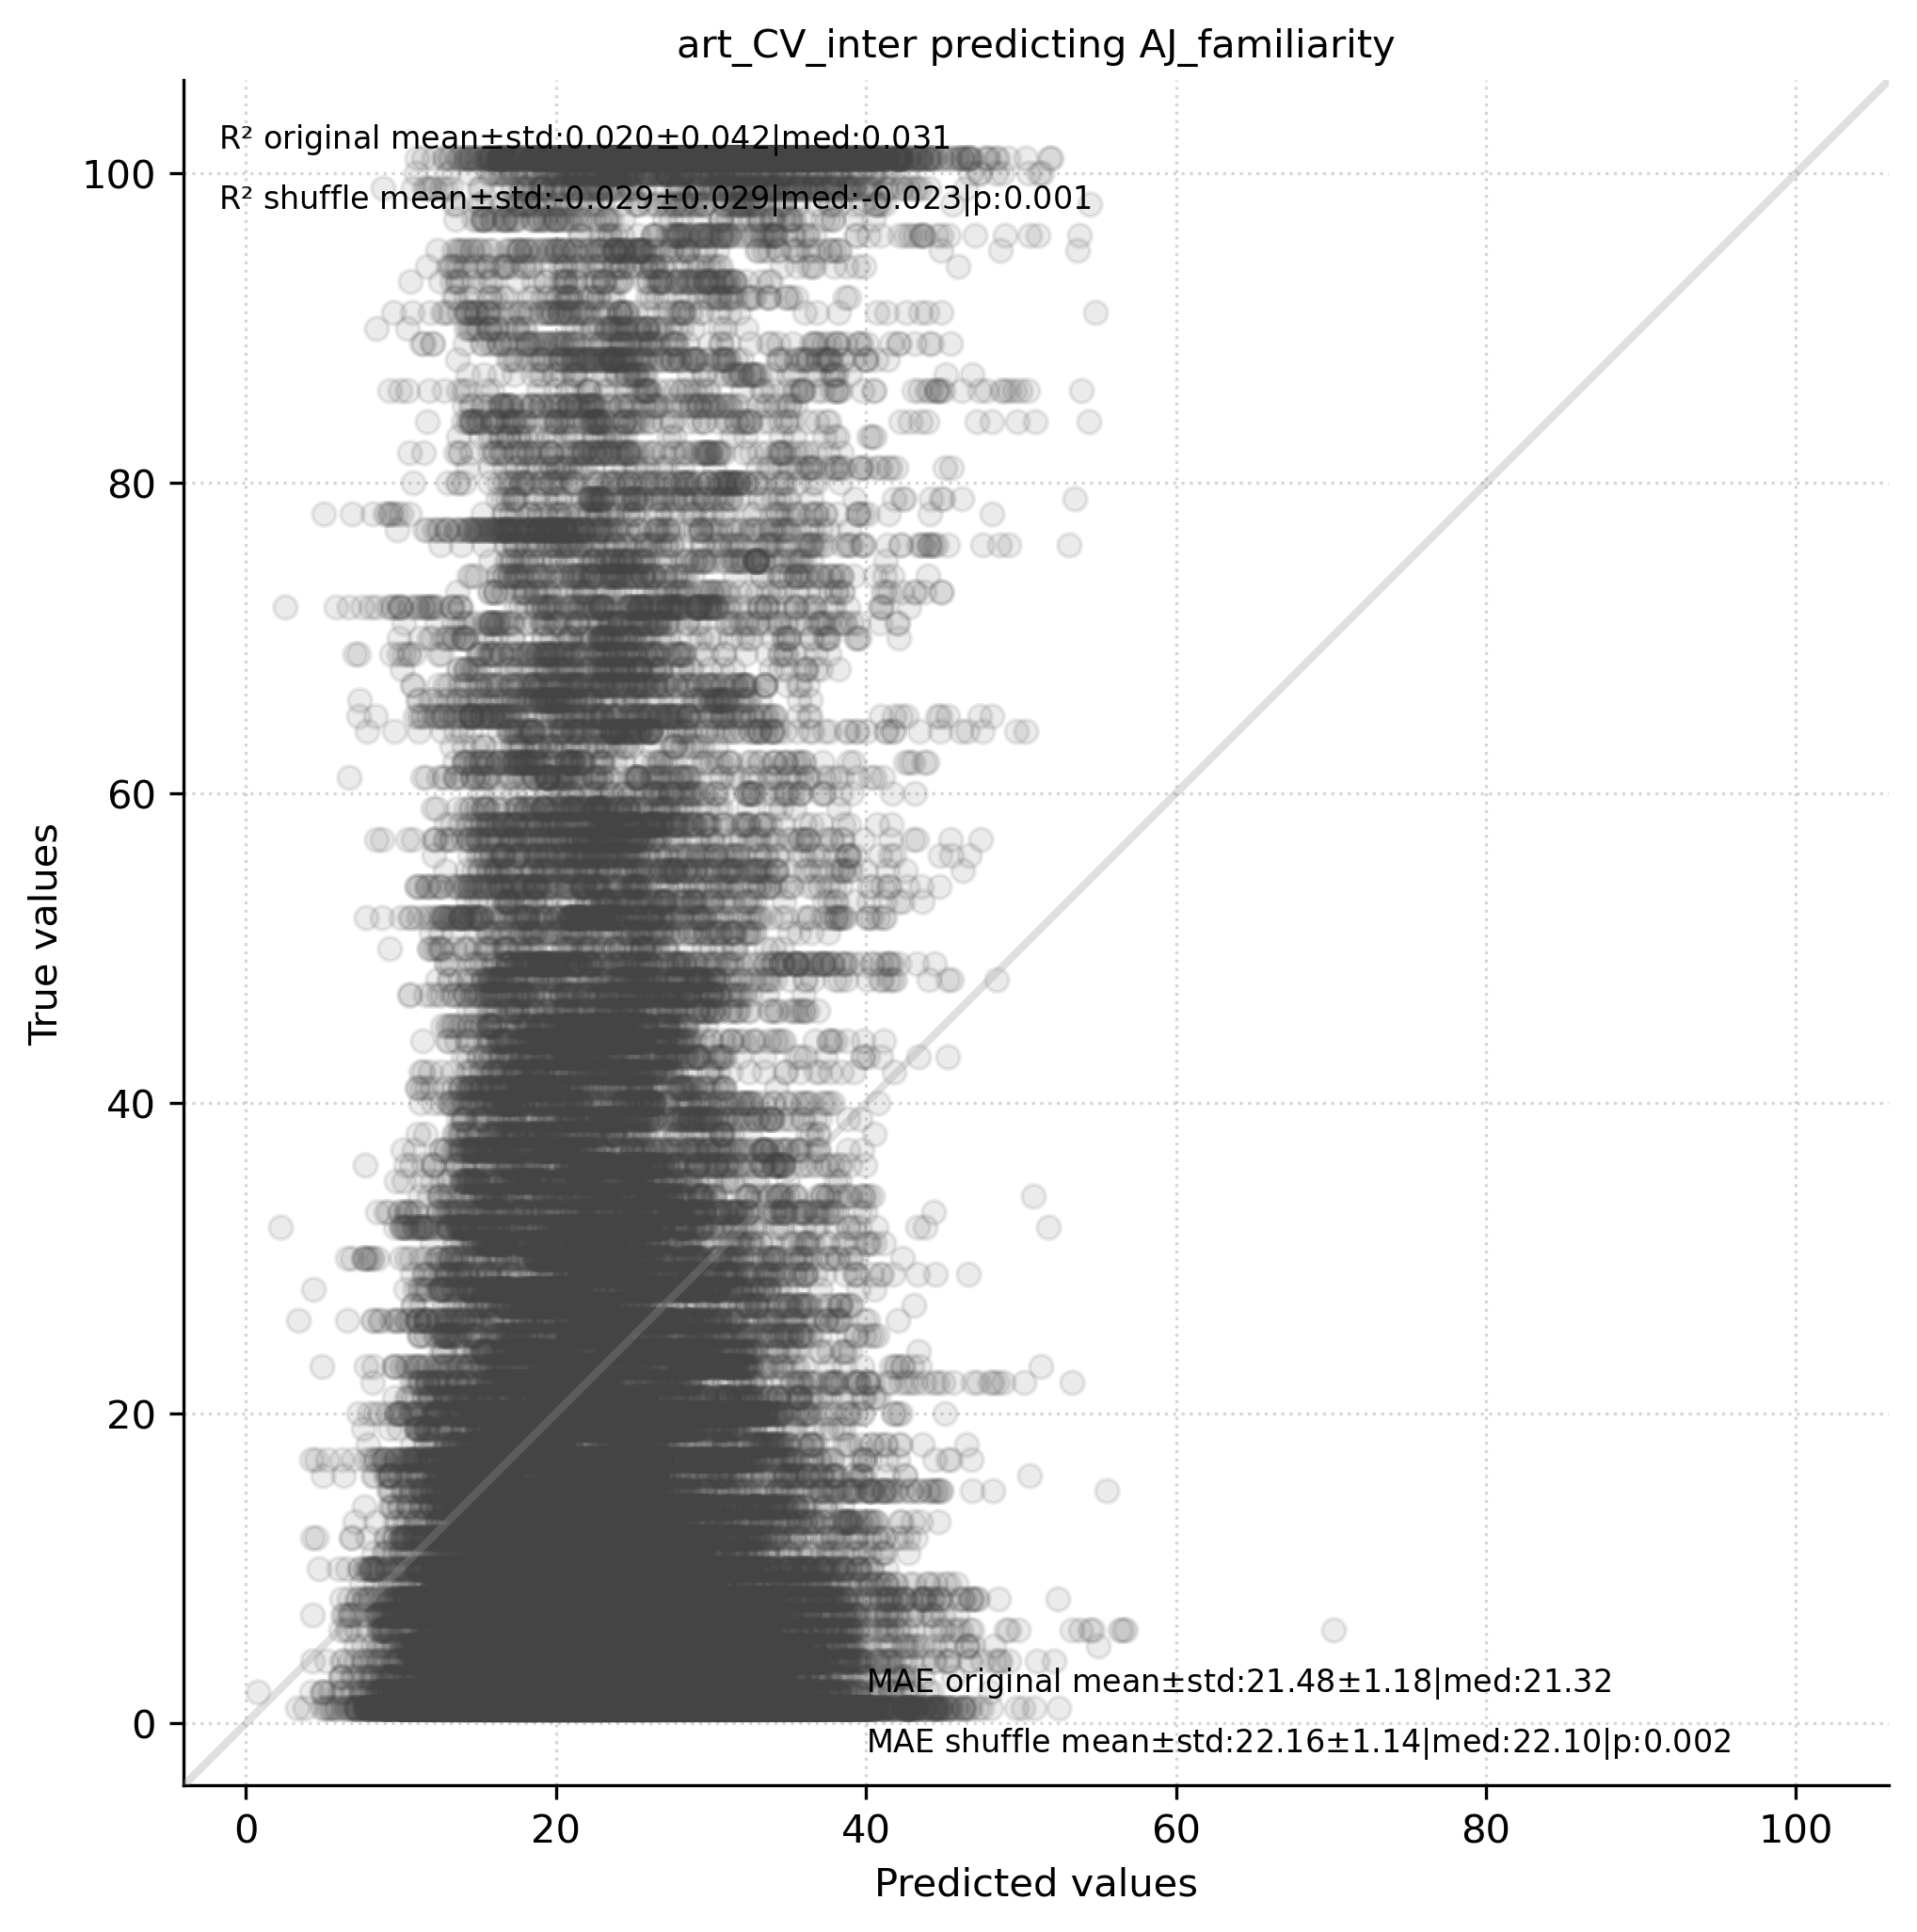 art_CV_inter predicting AJ_familiarity
R² original mean±std:0.020±0.042|med:0.031
R² shuffle mean±std:-0.029±0.029|med:-0.023|p:0.001
100
80
60
40
20
0
True values
MAE original mean±std:21.48±1.18|med:21.32
MAE shuffle mean±std:22.16±1.14|med:22.10|p:0.002
0 20 40 60 80 100
Predicted values